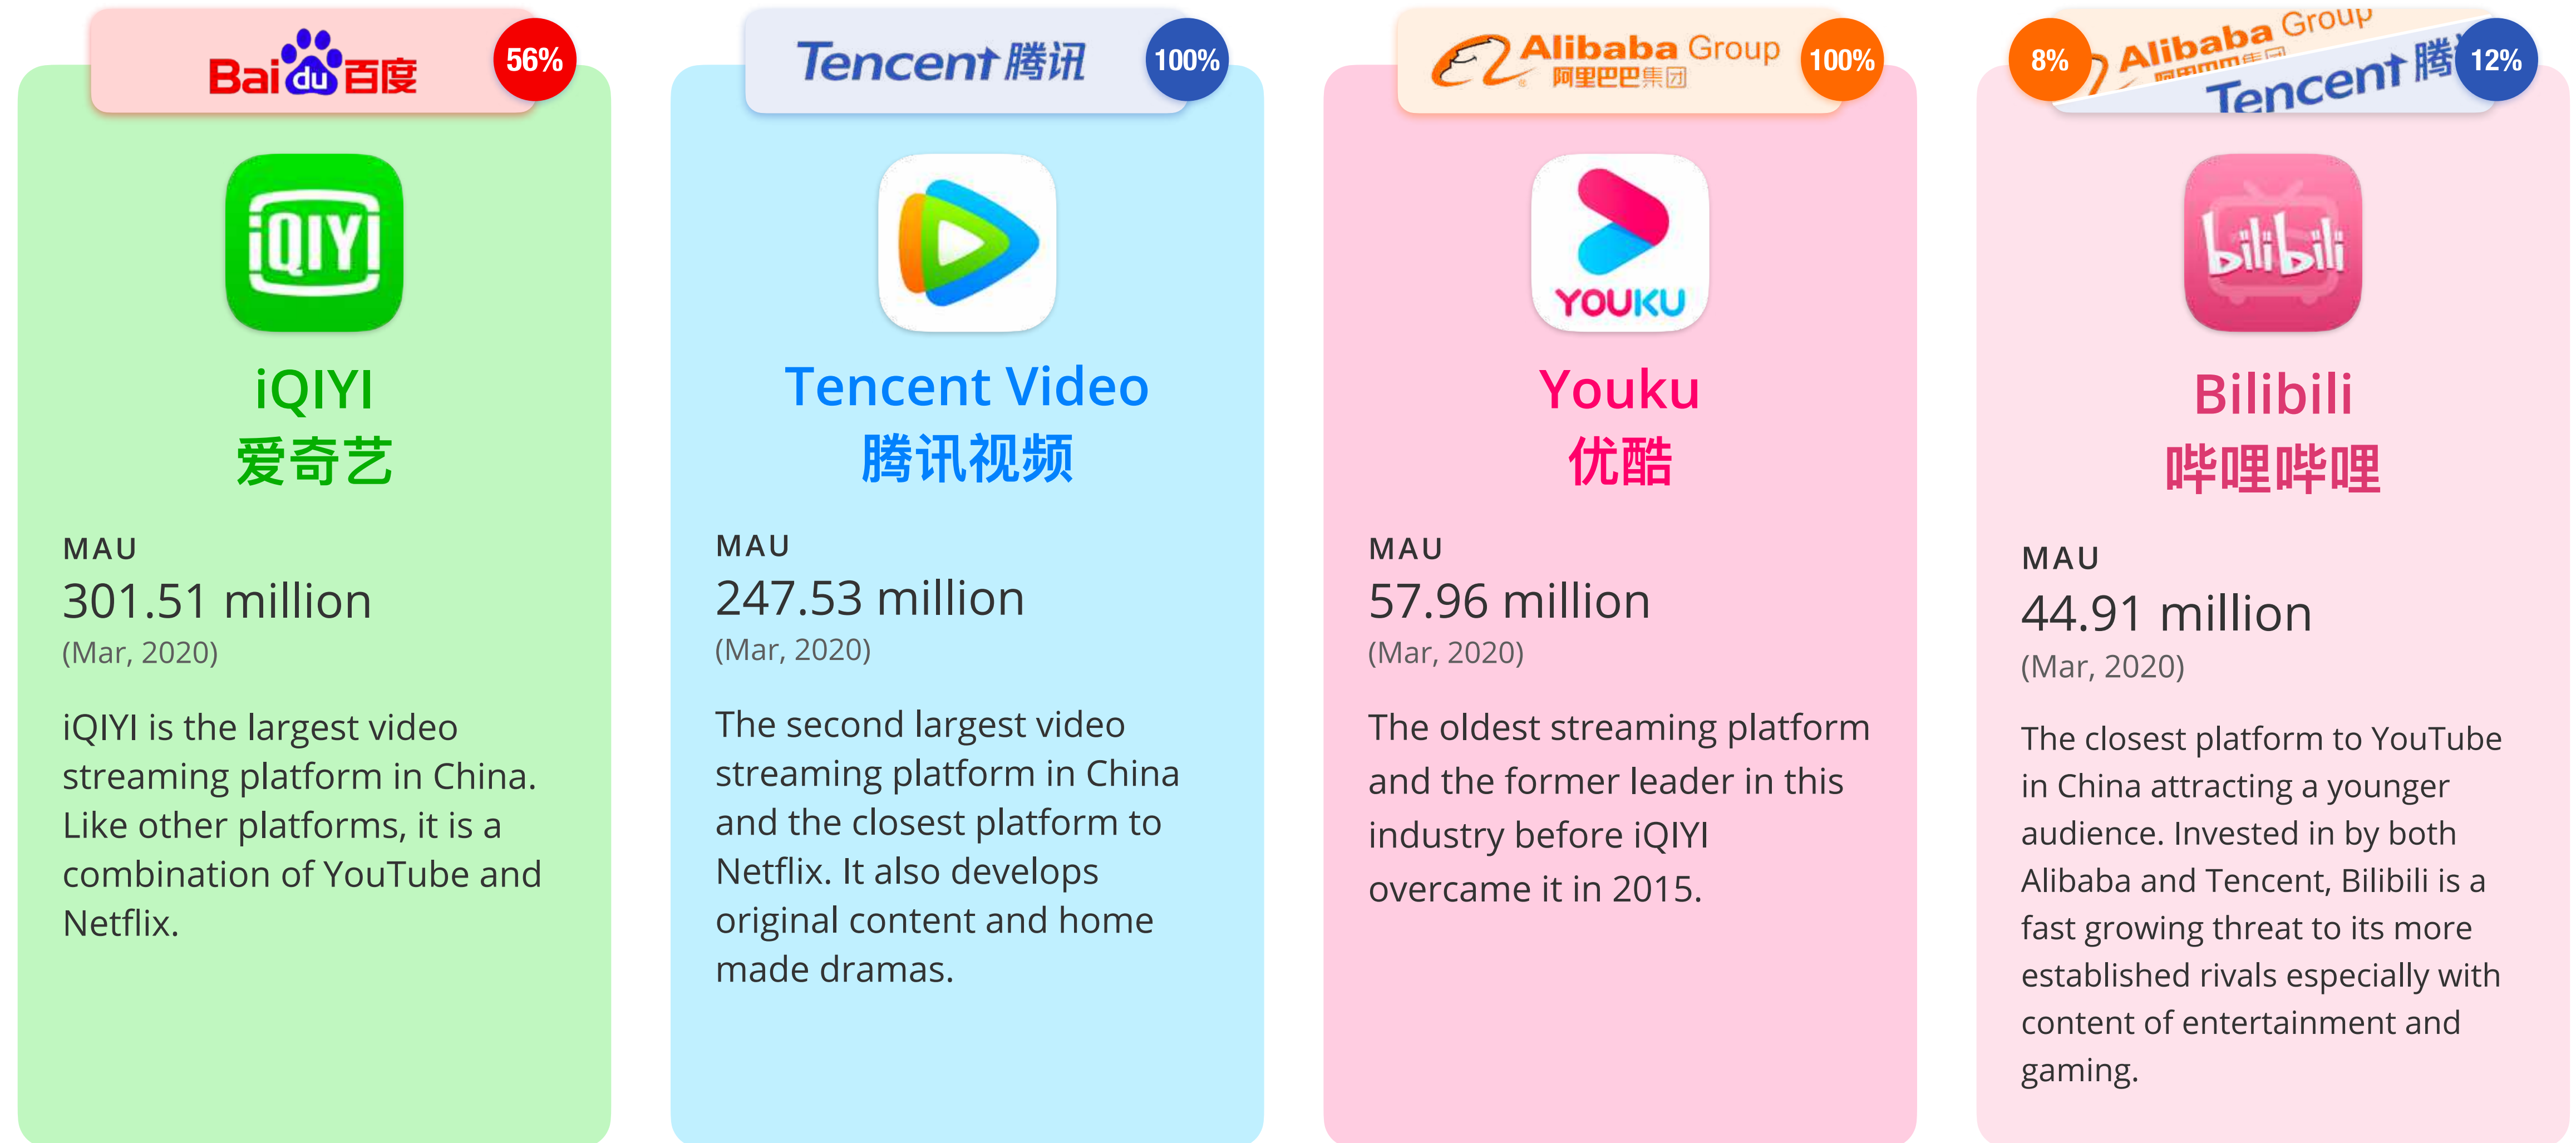 Baidu百度
56%
iQIYI
iQIYI
爱奇艺
MAU
301.51 million
(Mar, 2020)
iQIYI is the largest video
streaming platform in China.
Like other platforms, it is a
combination of YouTube and
Netflix.
Tencent 腾讯
100%
Tencent Video
腾讯视频
MAU
247.53 million
(Mar, 2020)
The second largest video
streaming platform in China
and the closest platform to
Netflix. It also develops
original content and home
made dramas.
Alibaba Group
阿里巴巴集团
100%
YOUKU
Youku
优酷
MAU
57.96 million
(Mar, 2020)
The oldest streaming platform
and the former leader in this
industry before iQIYI
overcame it in 2015.
8%
Alibaba Group
Tencent 腾
12%
bilibili
Bilibili
哔哩哔哩
MAU
44.91 million
(Mar, 2020)
The closest platform to YouTube
in China attracting a younger
audience. Invested in by both
Alibaba and Tencent, Bilibili is a
fast growing threat to its more
established rivals especially with
content of entertainment and
gaming.